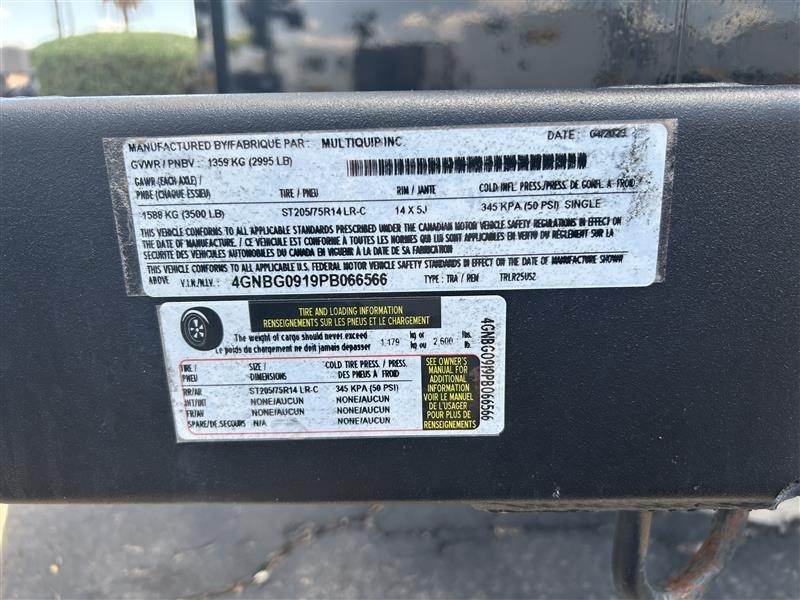 MANUFACTURED BY/FABRIQUE PAR: MULTIQUIP INC DATE: 04/2023
GVWR / PNBV: 1359 KG (2995 LB)
GAWR (EACH AXLE) /
PNBE (CHAQUE ESSIEU) TIRE / PNEU RIM / JANTE COLD INFL. PRESS./PRESS. DE GONFL. A FROID
1588 KG (3500 LB) ST205/75R14 LR-C 14 X 5J 345 KPA (50 PSI) SINGLE
THIS VEHICLE CONFORMS TO ALL APPLICABLE STANDARDS PRESCRIBED UNDER THE CANADIAN MOTOR VEHICLE SAFETY REGULATIONS IN EFFECT ON
THE DATE OF MANUFACTURE. / CE VÉHICULE EST CONFORME À TOUTES LES NORMES QUI LUI SONT APPLICABLES EN VERTU DU RÉGLEMENT SUR LA
SÉCURITÉ DES VÉHICULES AUTOMOBILES DU CANADA EN VIGUEUR À LA DATE DE SA FABRICATION
THIS VEHICLE CONFORMS TO ALL APPLICABLE U.S. FEDERAL MOTOR VEHICLE SAFETY STANDARDS IN EFFECT ON THE DATE OF MANUFACTURE SHOWN
ABOVE V.I.N./N.I.V.: 4GNBG0919PB066566 TYPE: TRA / REM TRLR25US2
TIRE AND LOADING INFORMATION
RENSEIGNEMENTS SUR LES PNEUS ET LE CHARGEMENT
The weight of cargo should never exceed kg or lbs.
Le poids du chargement ne doit jamais depasser 1,179 kg ou 2,600 lb.
TIRE / SIZE / COLD TIRE PRESS. / PRESS.
PNEU DIMENSIONS DES PNEUS À FROID
RR/AR ST205/75R14 LR-C 345 KPA (50 PSI)
INT/INT NONE/AUCUN NONE/AUCUN
FR/AV NONE/AUCUN NONE/AUCUN
SPARE/DE SECOURS N/A NONE/AUCUN
SEE OWNER'S
MANUAL FOR
ADDITIONAL
INFORMATION
VOIR LE MANUEL
DE L'USAGER
POUR PLUS DE
RENSEIGNEMENTS
4GNBG0919PB066566